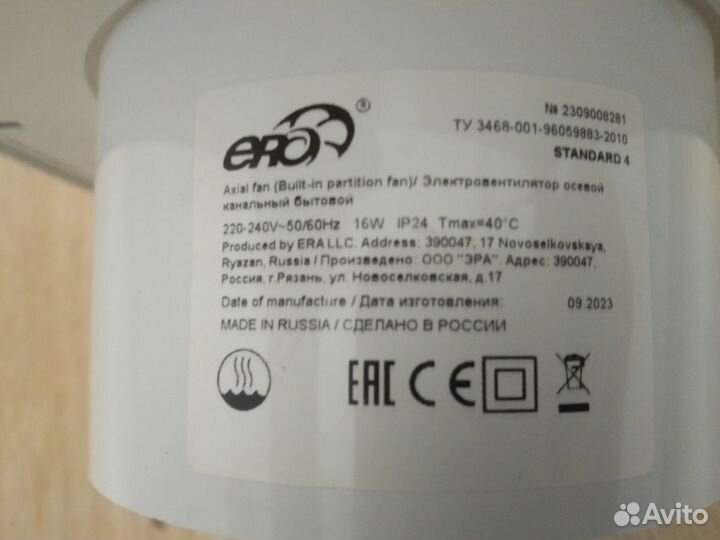 era ®
№ 2309008281
ТУ 3468-001-96059883-2010
STANDARD 4
Axial fan (Built-in partition fan)/ Электровентилятор осевой
канальный бытовой
220-240V~50/60Hz 16W IP24 Tmax=40°C
Produced by ERA LLC. Address: 390047, 17 Novoselkovskaya,
Ryazan, Russia / Произведено: ООО "ЭРА". Адрес: 390047,
Россия, г.Рязань, ул. Новоселковская, д.17
Date of manufacture / Дата изготовления: 09.2023
MADE IN RUSSIA / СДЕЛАНО В РОССИИ
EAC CE
Avito